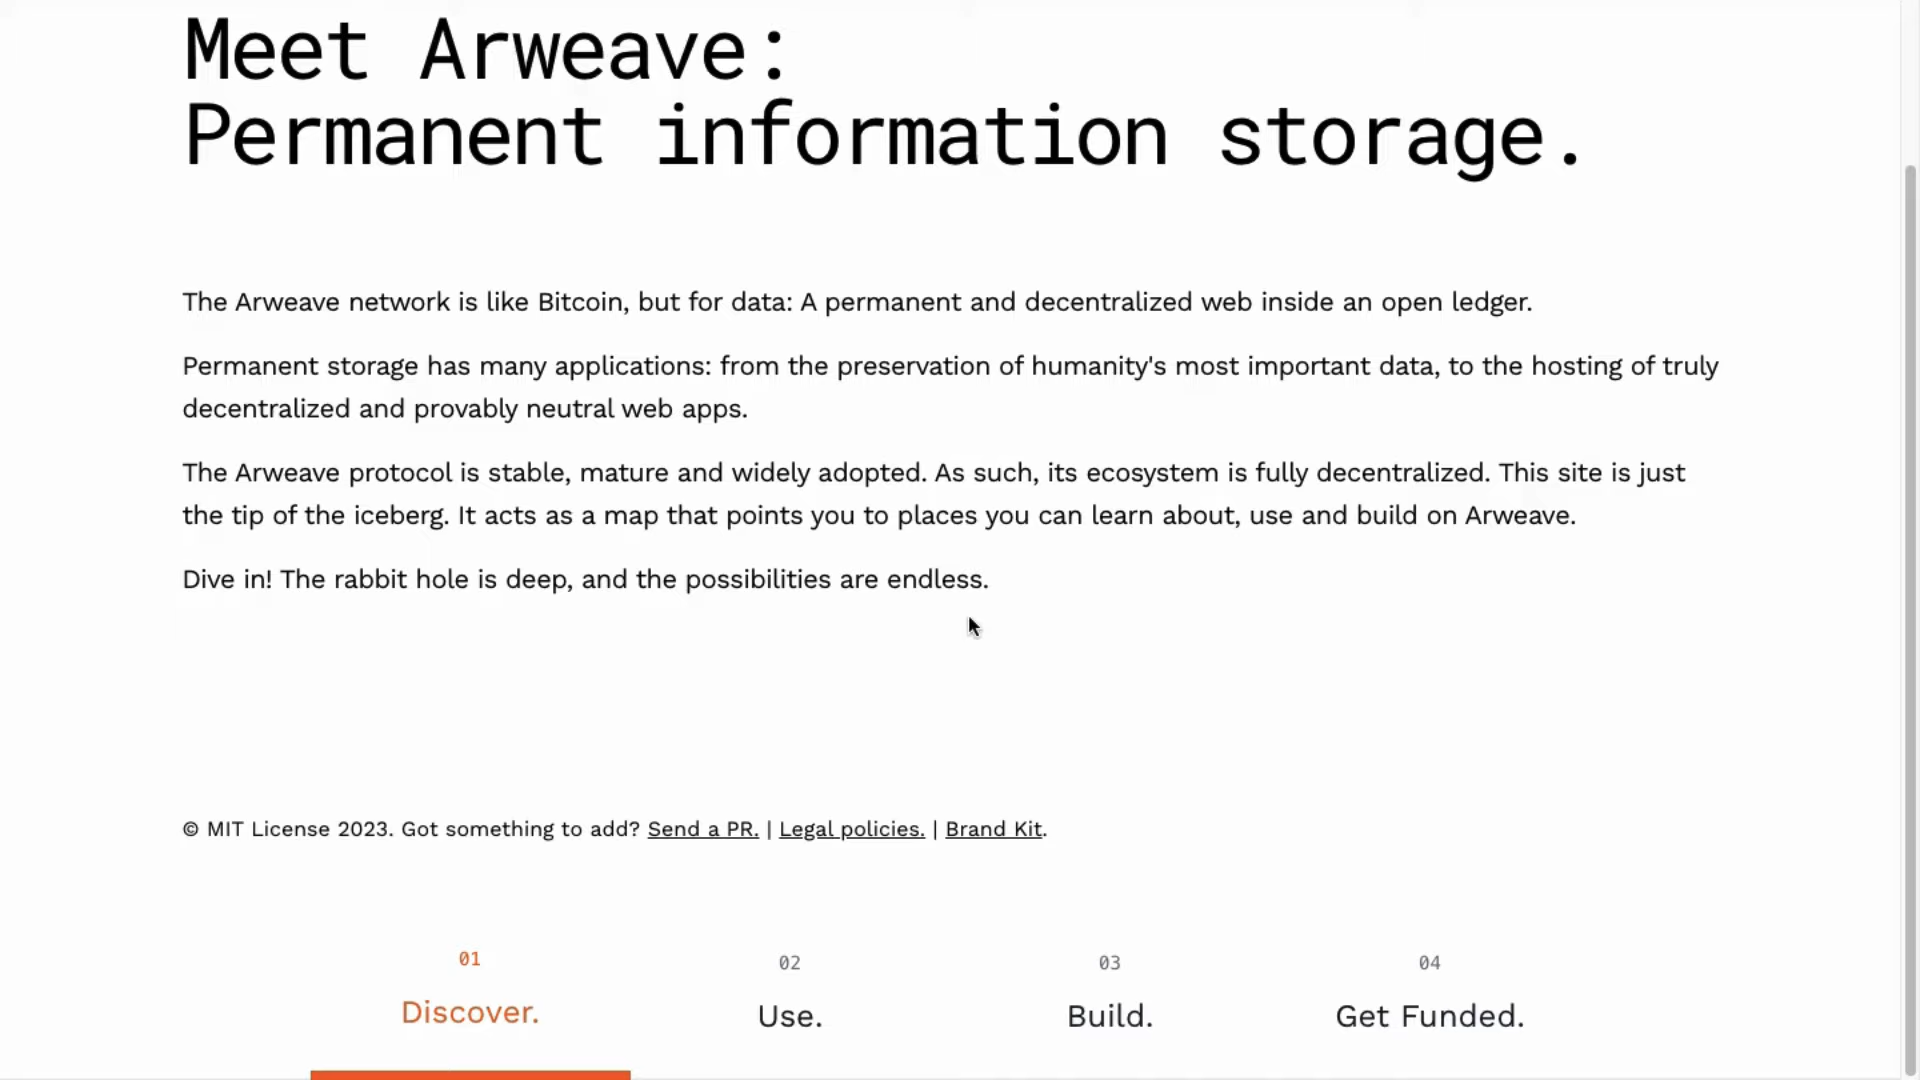 Meet Arweave:
Permanent information storage.
The Arweave network is like Bitcoin, but for data: A permanent and decentralized web inside an open ledger.
Permanent storage has many applications: from the preservation of humanity's most important data, to the hosting of truly
decentralized and provably neutral web apps.
The Arweave protocol is stable, mature and widely adopted. As such, its ecosystem is fully decentralized. This site is just
the tip of the iceberg. It acts as a map that points you to places you can learn about, use and build on Arweave.
Dive in! The rabbit hole is deep, and the possibilities are endless.
© MIT License 2023. Got something to add? Send a PR. | Legal policies. | Brand Kit.
01
Discover.
02
Use.
03
Build.
04
Get Funded.